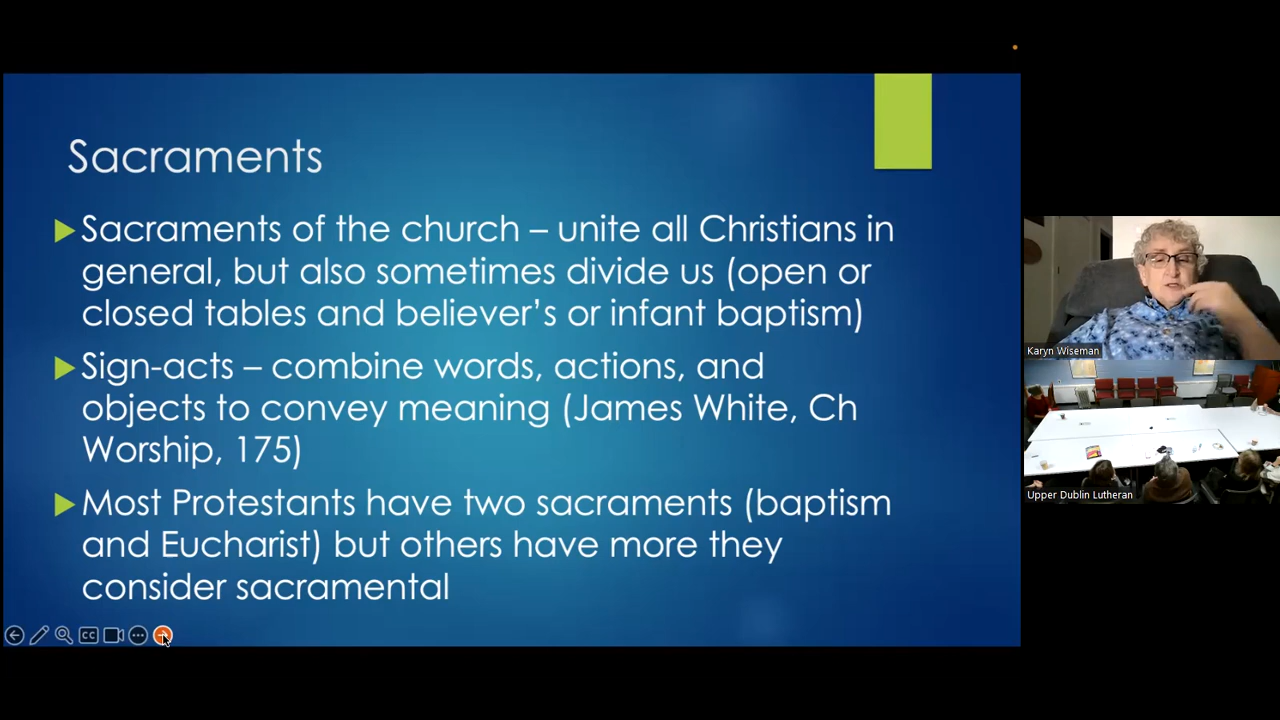 Sacraments
Sacraments of the church – unite all Christians in
general, but also sometimes divide us (open or
closed tables and believer’s or infant baptism)
Sign-acts – combine words, actions, and
objects to convey meaning (James White, Ch
Worship, 175)
Most Protestants have two sacraments (baptism
and Eucharist) but others have more they
consider sacramental
CC
Karyn Wiseman
Upper Dublin Lutheran